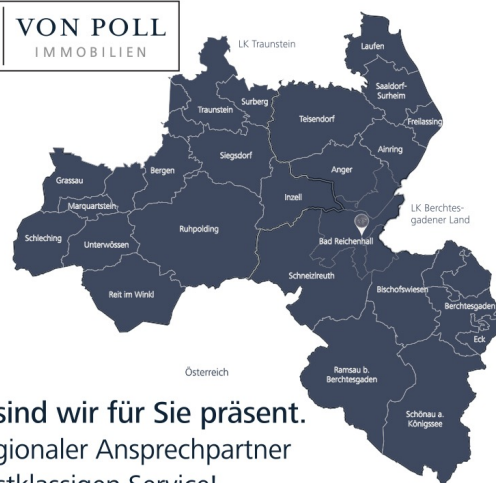 VON POLL
IMMOBILIEN
LK Traunstein
Laufen
Saaldorf-
Surheim
Surberg
Traunstein
Teisendorf
Freilassing
Ainring
Siegsdorf
Anger
Bergen
Grassau
Inzell
Marquartstein
LK Berchtes-
gadener Land
Ruhpolding
Schleching
Unterwössen
Bad Reichenhall
Schneizlreuth
Bischofswiesen
Reit im Winkl
Berchtesgaden
Eck
Österreich
Ramsau b.
Berchtesgaden
Schönau a.
Königssee
sind wir für Sie präsent.
gionaler Ansprechpartner
stklassigen Service!